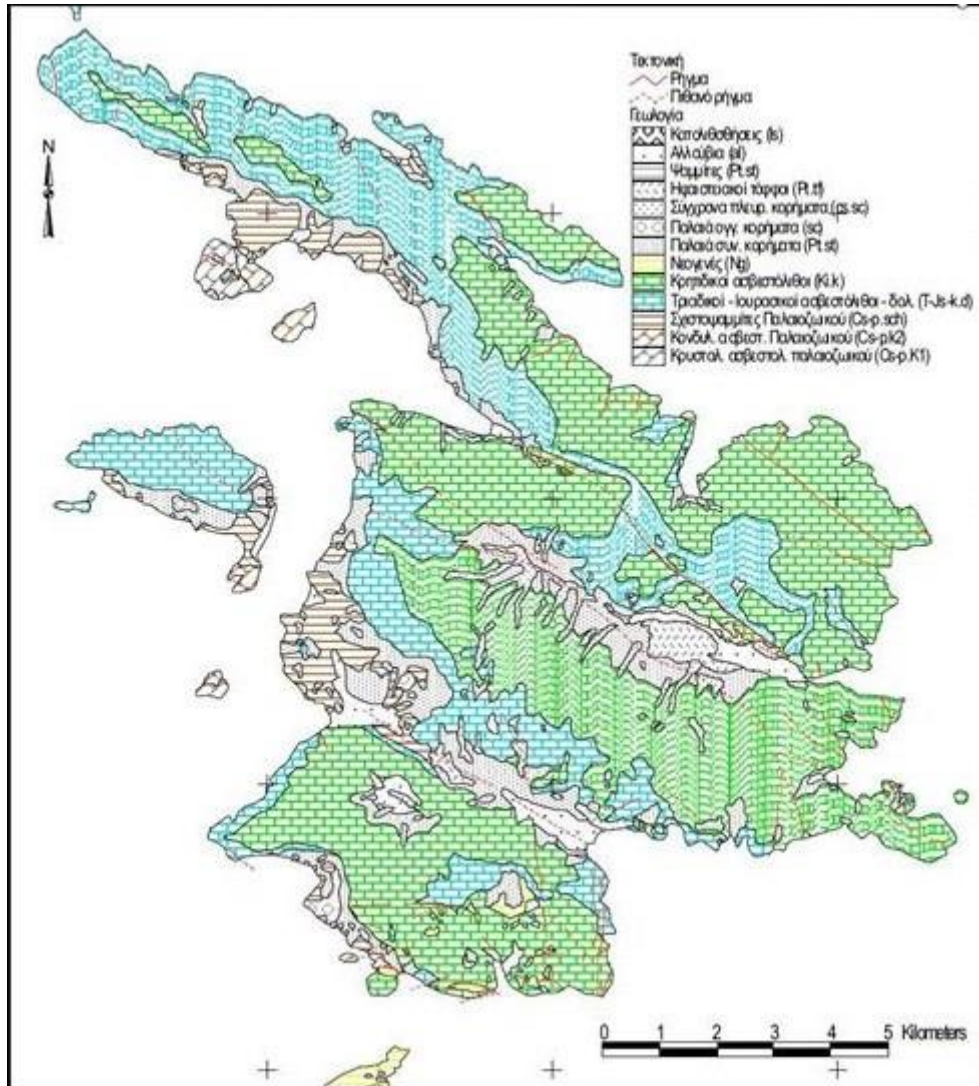 Τεκτονική
Ρήγμα
Πιθανό ρήγμα
Γεωλογία
Κατολισθήσεις (ls)
Αλλούβια (al)
Ψαμμίτες (Pt.st)
Ηφαιστειακοί τόφφοι (Pt.tf)
Σύγχρονα πλευρ. κορήματα (cs.sc)
Παλαιά ογγ. κορήματα (sc)
Παλαιά συν. κορήματα (Pt.st)
Νεογενές (Ng)
Κρητιδικοί ασβεστόλιθοι (Ki.k)
Τριαδικοί - Ιουρασικοί ασβεστόλιθοι - δολ. (T-Js-k.d)
Σχιστοψαμμίτες Παλαιοζωικού (Cs-p.sch)
Κονδυλ. ασβεστ. Παλαιοζωικού (Cs-p.k2)
Κρυσταλ. ασβεστολ. παλαιοζωικού (Cs-p.K1)
N
0 1 2 3 4 5 Kilometers